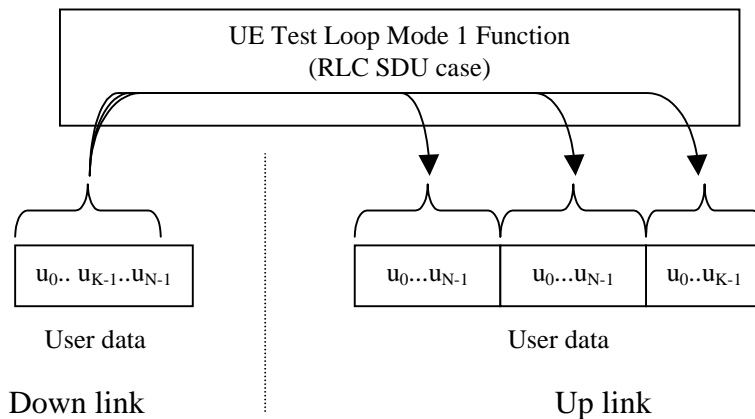 UE Test Loop Mode 1 Function
(RLC SDU case)
u0.. uK-1..uN-1
u0...uN-1
u0...uN-1
u0..uK-1
User data
User data
Down link
Up link